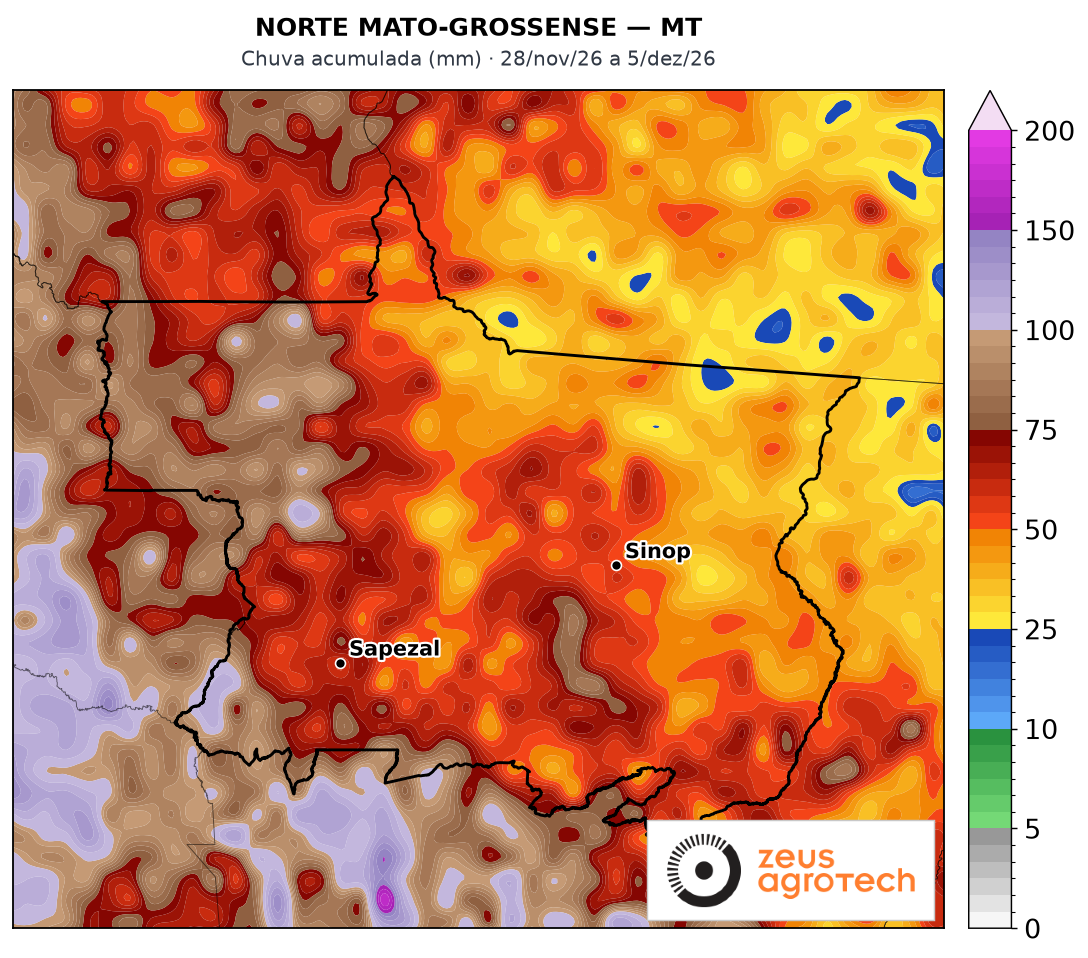 NORTE MATO-GROSSENSE — MT
Chuva acumulada (mm) · 28/nov/26 a 5/dez/26
200
150
100
75
50
25
10
5
0
Sinop
Sapezal
zeus
agrotech